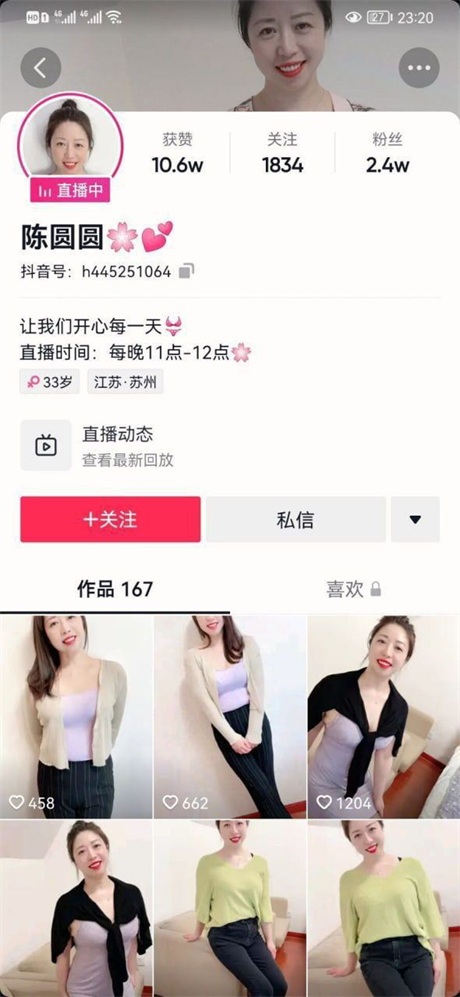 HD 1 4G 4G 27 23:20
获赞 关注 粉丝
10.6w 1834 2.4w
直播中
陈圆圆🌸💕
抖音号：h445251064
让我们开心每一天👙
直播时间：每晚11点-12点🌸
33岁 江苏·苏州
直播动态
查看最新回放
+关注 私信
作品 167 喜欢
458 662 1204